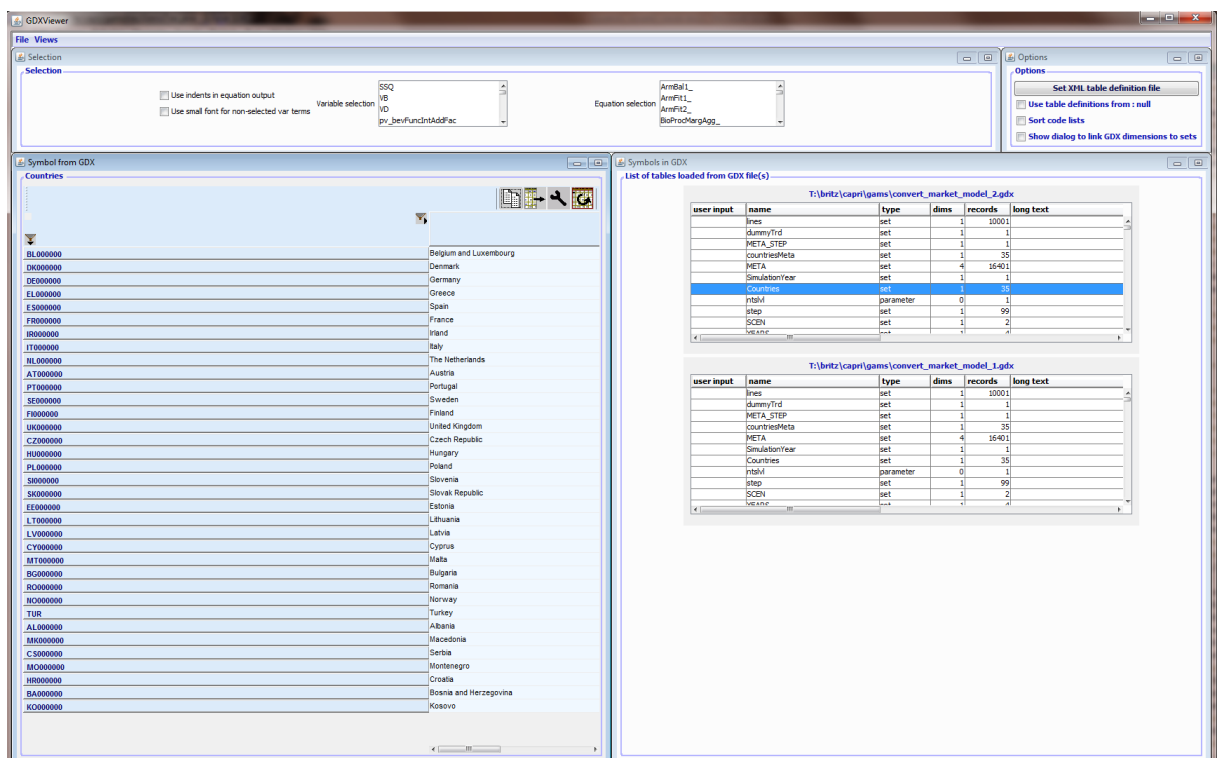 GDXViewer
File Views
Selection
Selection
Use indents in equation output
Use small font for non-selected var terms
Variable selection
SSQ
VB
VD
pv_bevFuncIntAddFac
Equation selection
ArmBal1_
ArmFit1_
ArmFit2_
BioProcMargAgg_
Options
Options
Set XML table definition file
Use table definitions from : null
Sort code lists
Show dialog to link GDX dimensions to sets
Symbol from GDX
Countries
BL000000 Belgium and Luxembourg
DK000000 Denmark
DE000000 Germany
EL000000 Greece
ES000000 Spain
FR000000 France
IR000000 Irland
IT000000 Italy
NL000000 The Netherlands
AT000000 Austria
PT000000 Portugal
SE000000 Sweden
FI000000 Finland
UK000000 United Kingdom
CZ000000 Czech Republic
HU000000 Hungary
PL000000 Poland
SI000000 Slovenia
SK000000 Slovak Republic
EE000000 Estonia
LT000000 Lithuania
LV000000 Latvia
CY000000 Cyprus
MT000000 Malta
BG000000 Bulgaria
RO000000 Romania
NO000000 Norway
TUR Turkey
AL000000 Albania
MK000000 Macedonia
CS000000 Serbia
MO000000 Montenegro
HR000000 Croatia
BA000000 Bosnia and Herzegovina
KO000000 Kosovo
Symbols in GDX
List of tables loaded from GDX file(s)
T:\britz\capri\gams\convert_market_model_2.gdx
user input name type dims records long text
lines set 1 10001
dummyTrd set 1 1
META_STEP set 1 1
countriesMeta set 1 35
META set 4 16401
SimulationYear set 1 1
Countries set 1 35
ntslvl parameter 0 1
step set 1 99
SCEN set 1 2
YEARS set 1 4
T:\britz\capri\gams\convert_market_model_1.gdx
user input name type dims records long text
lines set 1 10001
dummyTrd set 1 1
META_STEP set 1 1
countriesMeta set 1 35
META set 4 16401
SimulationYear set 1 1
Countries set 1 35
ntslvl parameter 0 1
step set 1 99
SCEN set 1 2
YEARS set 1 4